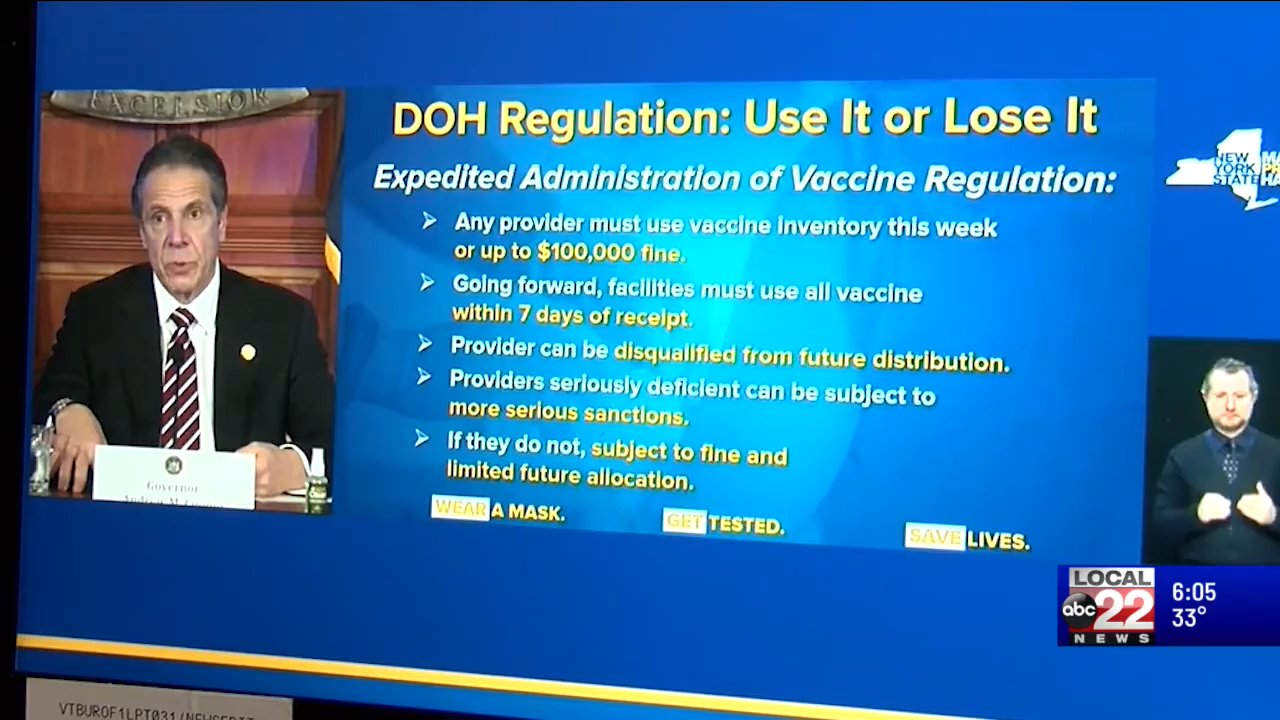 EXCELSIOR
DOH Regulation: Use It or Lose It
Expedited Administration of Vaccine Regulation:
➢ Any provider must use vaccine inventory this week
or up to $100,000 fine.
➢ Going forward, facilities must use all vaccine
within 7 days of receipt.
➢ Provider can be disqualified from future distribution.
➢ Providers seriously deficient can be subject to
more serious sanctions.
➢ If they do not, subject to fine and
limited future allocation.
WEAR A MASK.
GET TESTED.
SAVE LIVES.
Governor
Andrew M.
NEW
YORK
STATE
LOCAL
abc 22
NEWS
6:05
33°